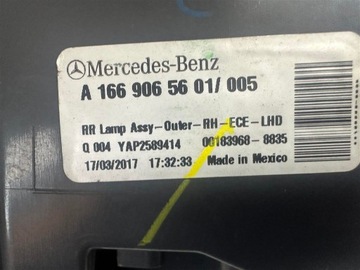 Mercedes-Benz
A 166 906 56 01/005
RR Lamp Assy-Outer-RH-ECE-LHD
Q 004 YAP2589414 00183968-8835
17/03/2017 17:32:33 Made in Mexico